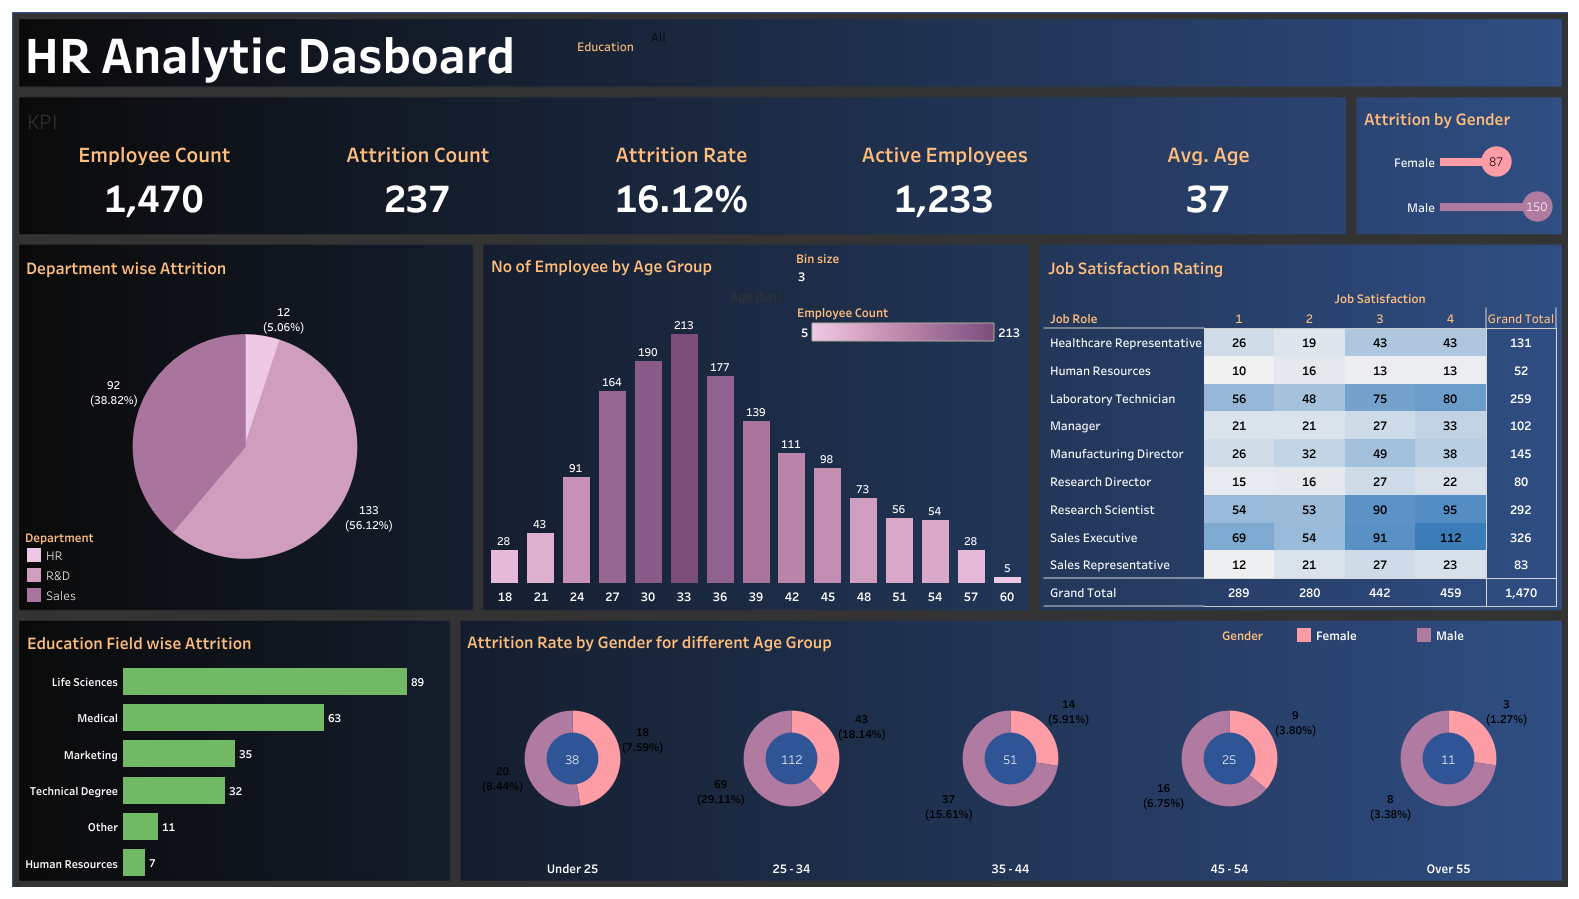 HR Analytic Dasboard
Education
All
KPI
Employee Count
1,470
Attrition Count
237
Attrition Rate
16.12%
Active Employees
1,233
Avg. Age
37
Attrition by Gender
Female 87
Male 150
Department wise Attrition
12
(5.06%)
92
(38.82%)
133
(56.12%)
Department
HR
R&D
Sales
No of Employee by Age Group
Bin size
3
Age (bin)
Employee Count
5 213
213
190
177
164
139
111
98
91
73
56
54
43
28
28
5
18 21 24 27 30 33 36 39 42 45 48 51 54 57 60
Job Satisfaction Rating
Job Satisfaction
Job Role 1 2 3 4 Grand Total
Healthcare Representative 26 19 43 43 131
Human Resources 10 16 13 13 52
Laboratory Technician 56 48 75 80 259
Manager 21 21 27 33 102
Manufacturing Director 26 32 49 38 145
Research Director 15 16 27 22 80
Research Scientist 54 53 90 95 292
Sales Executive 69 54 91 112 326
Sales Representative 12 21 27 23 83
Grand Total 289 280 442 459 1,470
Education Field wise Attrition
Life Sciences 89
Medical 63
Marketing 35
Technical Degree 32
Other 11
Human Resources 7
Attrition Rate by Gender for different Age Group
Gender Female Male
18
(7.59%)
38
20
(8.44%)
Under 25
43
(18.14%)
112
69
(29.11%)
25 - 34
14
(5.91%)
51
37
(15.61%)
35 - 44
9
(3.80%)
25
16
(6.75%)
45 - 54
3
(1.27%)
11
8
(3.38%)
Over 55